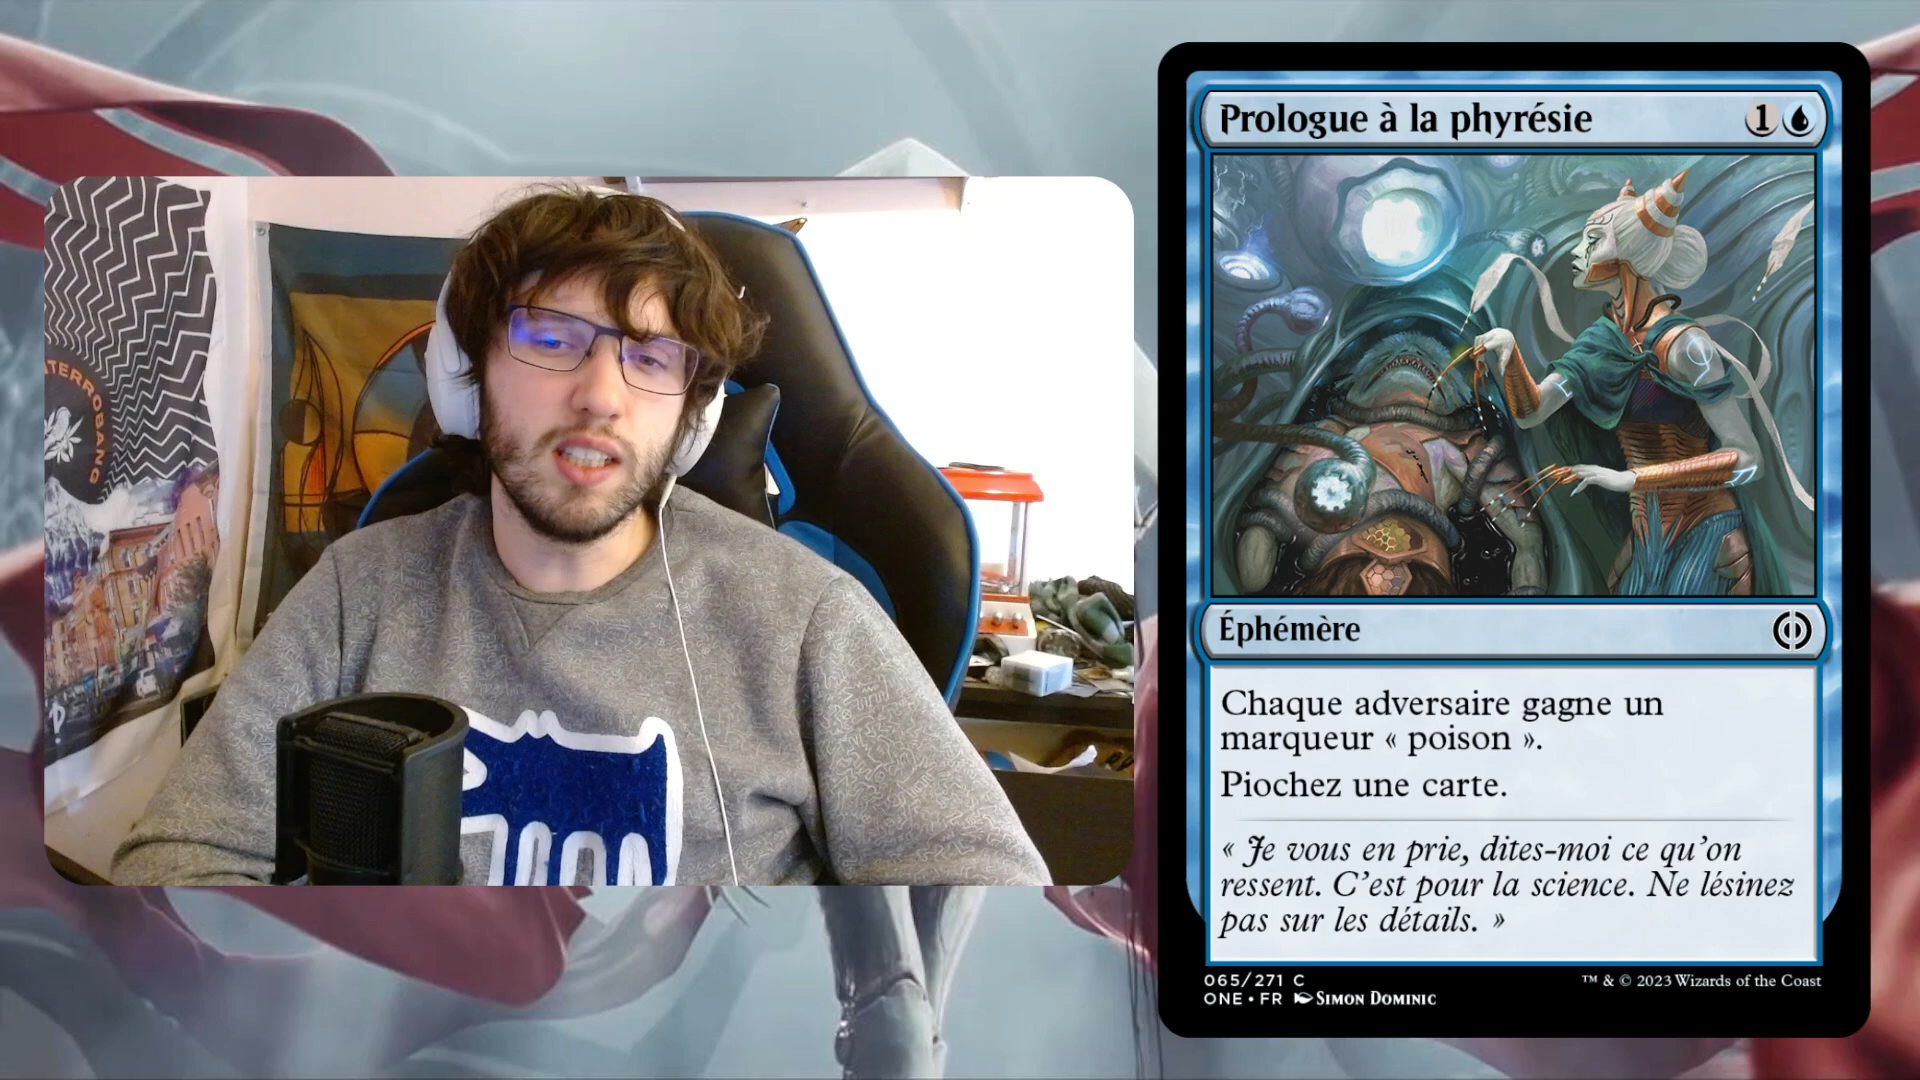 TERROBANG
Prologue à la phyrésie
1
Éphémère
Chaque adversaire gagne un
marqueur « poison ».
Piochez une carte.
« Je vous en prie, dites-moi ce qu'on
ressent. C'est pour la science. Ne lésinez
pas sur les détails. »
065/271 C
ONE • FR Simon Dominic
™ & © 2023 Wizards of the Coast